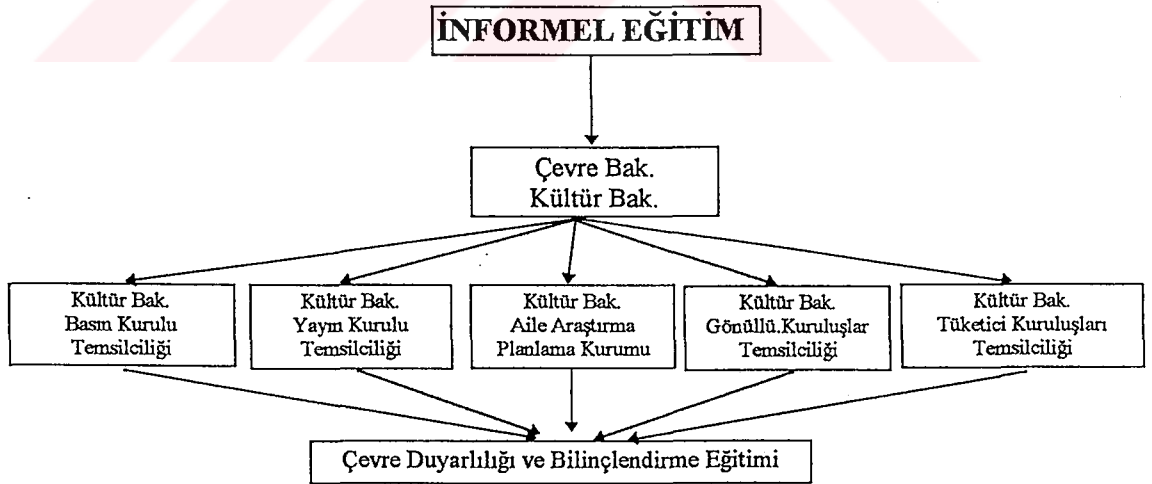 İNFORMEL EĞİTİM
Çevre Bak.
Kültür Bak.
Kültür Bak.
Basın Kurulu
Temsilciliği
Kültür Bak.
Yayın Kurulu
Temsilciliği
Kültür Bak.
Aile Araştırma
Planlama Kurumu
Kültür Bak.
Gönüllü.Kuruluşlar
Temsilciliği
Kültür Bak.
Tüketici Kuruluşları
Temsilciliği
Çevre Duyarlılığı ve Bilinçlendirme Eğitimi